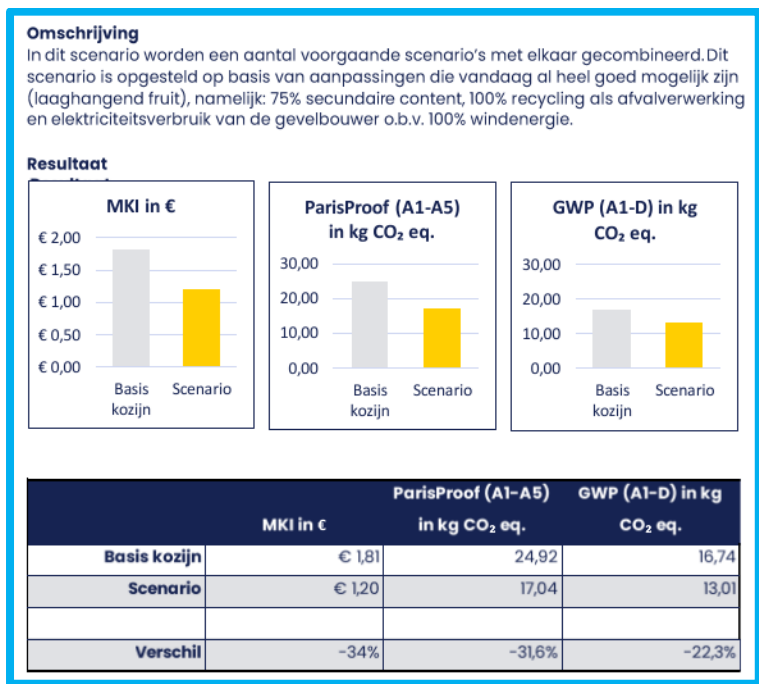 Omschrijving
In dit scenario worden een aantal voorgaande scenario's met elkaar gecombineerd. Dit
scenario is opgesteld op basis van aanpassingen die vandaag al heel goed mogelijk zijn
(laaghangend fruit), namelijk: 75% secundaire content, 100% recycling als afvalverwerking
en elektriciteitsverbruik van de gevelbouwer o.b.v. 100% windenergie.
Resultaat
MKI in €
€ 2,00
€ 1,50
€ 1,00
€ 0,50
€ 0,00
Basis
kozijn
Scenario
ParisProof (A1-A5)
in kg CO₂ eq.
30,00
20,00
10,00
0,00
Basis
kozijn
Scenario
GWP (A1-D) in kg
CO₂ eq.
30,00
20,00
10,00
0,00
Basis
kozijn
Scenario
MKI in € ParisProof (A1-A5) in kg CO₂ eq. GWP (A1-D) in kg CO₂ eq.
Basis kozijn € 1,81 24,92 16,74
Scenario € 1,20 17,04 13,01
Verschil -34% -31,6% -22,3%